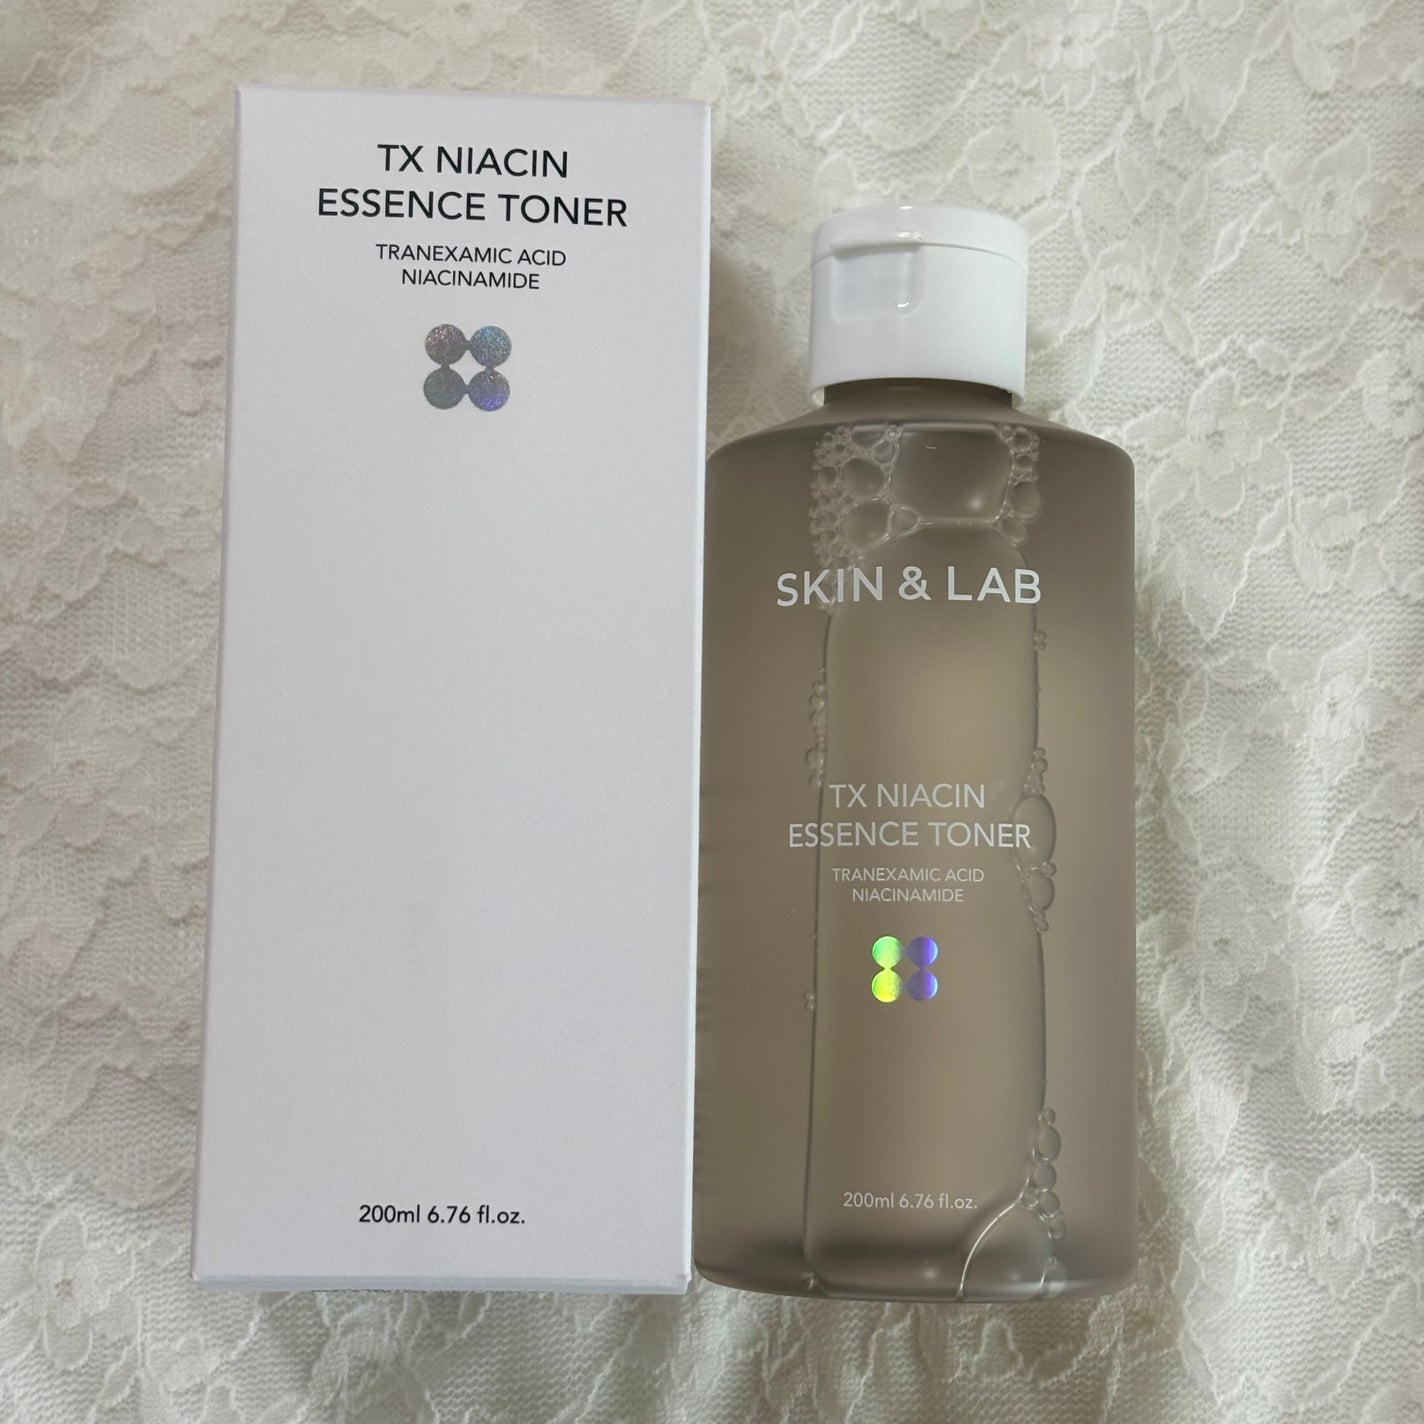 TX NIACIN
ESSENCE TONER
TRANEXAMIC ACID
NIACINAMIDE
200ml 6.76 fl.oz.
SKIN & LAB
TX NIACIN
ESSENCE TONER
TRANEXAMIC ACID
NIACINAMIDE
200ml 6.76 fl.oz.